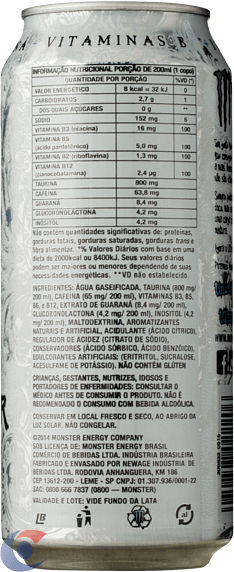 VITAMINAS B
INFORMAÇÃO NUTRICIONAL PORÇÃO DE 200ml (1 copo)
QUANTIDADE POR PORÇÃO %VD (*)
VALOR ENERGÉTICO 8 kcal = 32 kJ 0
CARBOIDRATOS 2,7 g 1
DOS QUAIS AÇÚCARES 0 g **
SÓDIO 152 mg 6
VITAMINA B3 (niacina) 16 mg 100
VITAMINA B5
(ácido pantotênico) 5,0 mg 100
VITAMINA B2 (riboflavina) 1,3 mg 100
VITAMINA B12
(cianocobalamina) 2,4 µg 100
TAURINA 800 mg
CAFEÍNA 63,8 mg
GUARANÁ 8,4 mg
GLUCORONOLACTONA 4,2 mg
INOSITOL 4,2 mg
Não contém quantidades significativas de: proteínas,
gorduras totais, gorduras saturadas, gorduras trans e
fibra alimentar. *% Valores Diários com base em uma
dieta de 2000kcal ou 8400kJ. Seus valores diários
podem ser maiores ou menores dependendo de suas
necessidades energéticas. **VD não estabelecido
INGREDIENTES: ÁGUA GASEIFICADA, TAURINA (800 mg/
200 ml), CAFEÍNA (65 mg/ 200 ml), VITAMINAS B3, B5,
B6, e B12, EXTRATO DE GUARANÁ (8,4 mg/ 200 ml),
GLUCORONOLACTONA (4,2 mg/ 200 ml), INOSITOL (4,2
mg/ 200 ml), MALTODEXTRINA, AROMATIZANTES
NATURAIS E ARTIFICIAL, ACIDULANTE (ÁCIDO CÍTRICO),
REGULADOR DE ACIDEZ (CITRATO DE SÓDIO),
CONSERVADORES (ÁCIDO SÓRBICO, ÁCIDO BENZÓICO),
EDULCORANTES ARTIFICIAIS: (ERITRITOL, SUCRALOSE,
ACESULFAME DE POTÁSSIO). NÃO CONTÉM GLÚTEN
CRIANÇAS, GESTANTES, NUTRIZES, IDOSOS E
PORTADORES DE ENFERMIDADES: CONSULTAR O
MÉDICO ANTES DE CONSUMIR O PRODUTO. NÃO É
RECOMENDADO O CONSUMO COM BEBIDA ALCOÓLICA.
CONSERVAR EM LOCAL FRESCO E SECO, AO ABRIGO DA
LUZ SOLAR. NÃO CONGELAR.
©2014 MONSTER ENERGY COMPANY
SOB LICENÇA DE: MONSTER ENERGY BRASIL
COMÉRCIO DE BEBIDAS LTDA. INDÚSTRIA BRASILEIRA
FABRICADO E ENVASADO POR NEWAGE INDÚSTRIA DE
BEBIDAS LTDA. RODOVIA ANHANGUERA, KM 186
CEP 13612-200 - LEME - SP CNPJ: 01.307.936/0001-22
SAC: 0800 666 7837 (0800 — MONSTER)
VALIDADE E LOTE: VIDE FUNDO DA LATA
al